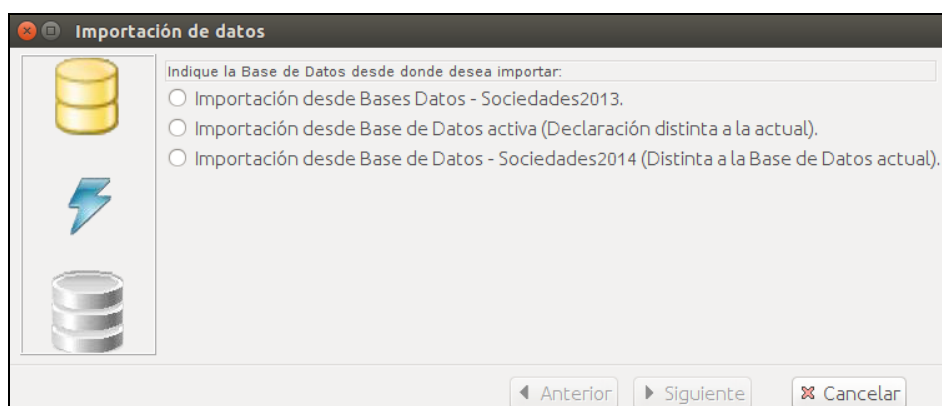 Importación de datos
Indique la Base de Datos desde donde desea importar:
Importación desde Bases Datos - Sociedades2013.
Importación desde Base de Datos activa (Declaración distinta a la actual).
Importación desde Base de Datos - Sociedades2014 (Distinta a la Base de Datos actual).
Anterior
Siguiente
Cancelar